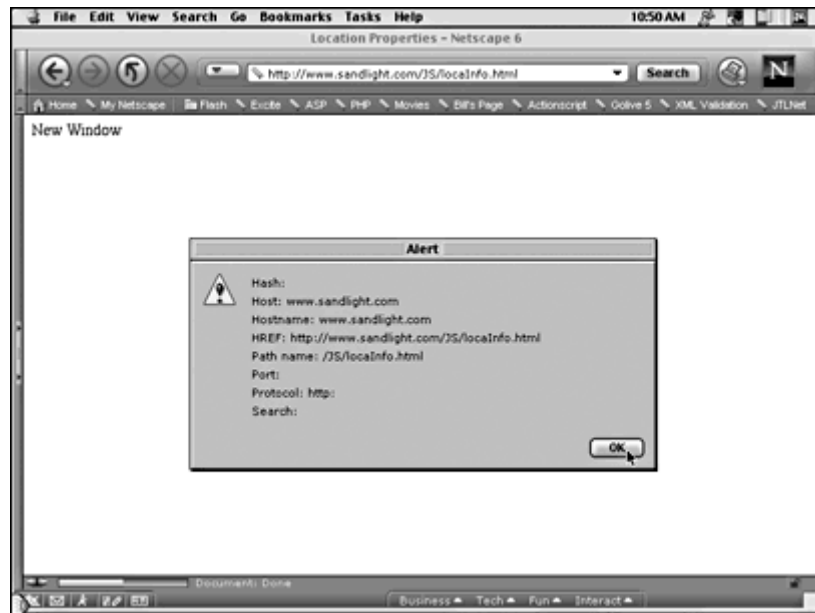 File Edit View Search Go Bookmarks Tasks Help 10:50 AM
Location Properties - Netscape 6
http://www.sandlight.com/JS/locaInfo.html Search N
Home My Netscape Flash Excite ASP PHP Movies Bill's Page Actionscript Golive 5 XML Validation JTLNet
New Window
Alert
Hash:
Host: www.sandlight.com
Hostname: www.sandlight.com
HREF: http://www.sandlight.com/JS/locaInfo.html
Path name: /JS/locaInfo.html
Port:
Protocol: http:
Search:
OK
Document: Done
Business Tech Fun Interact